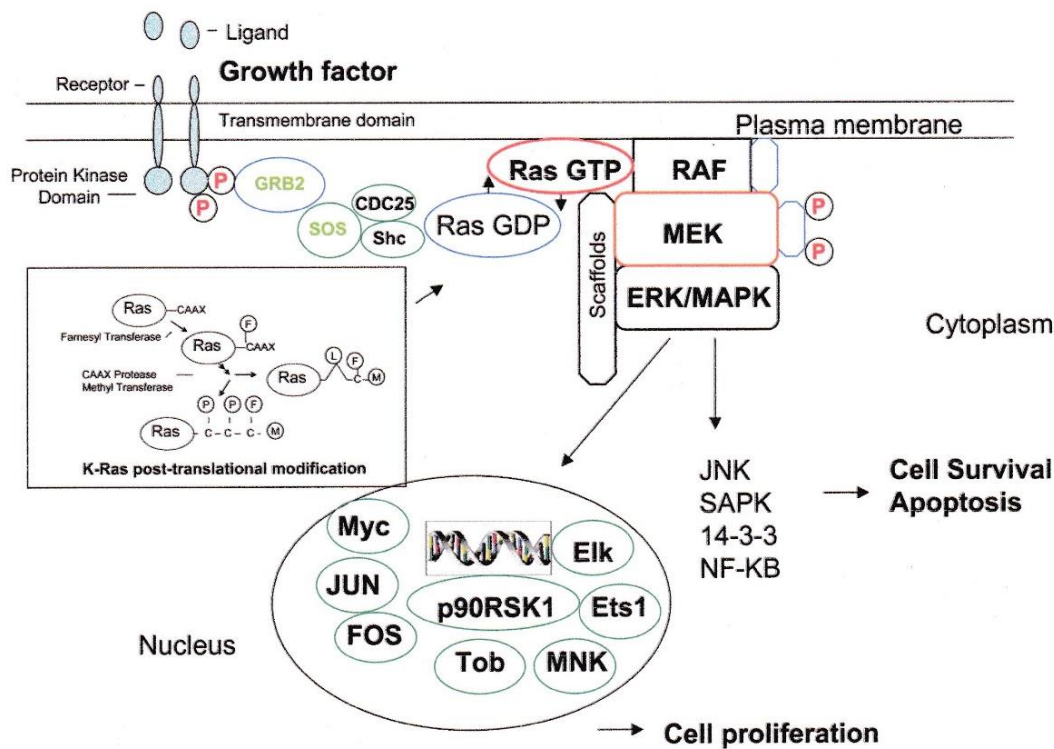 Ligand
Growth factor
Receptor
Transmembrane domain
Plasma membrane
Protein Kinase
Domain
P
P
GRB2
SOS
CDC25
Shc
Ras GDP
Ras GTP
RAF
MEK
ERK/MAPK
Scaffolds
P
P
Cytoplasm
Ras
CAAX
Farnesyl Transferase
F
Ras
CAAX
CAAX Protease
Methyl Transferase
L
F
Ras
C
M
P
P
F
Ras
C
C
C
M
K-Ras post-translational modification
JNK
SAPK
14-3-3
NF-KB
Cell Survival
Apoptosis
Nucleus
Myc
JUN
FOS
Elk
p90RSK1
Ets1
Tob
MNK
Cell proliferation